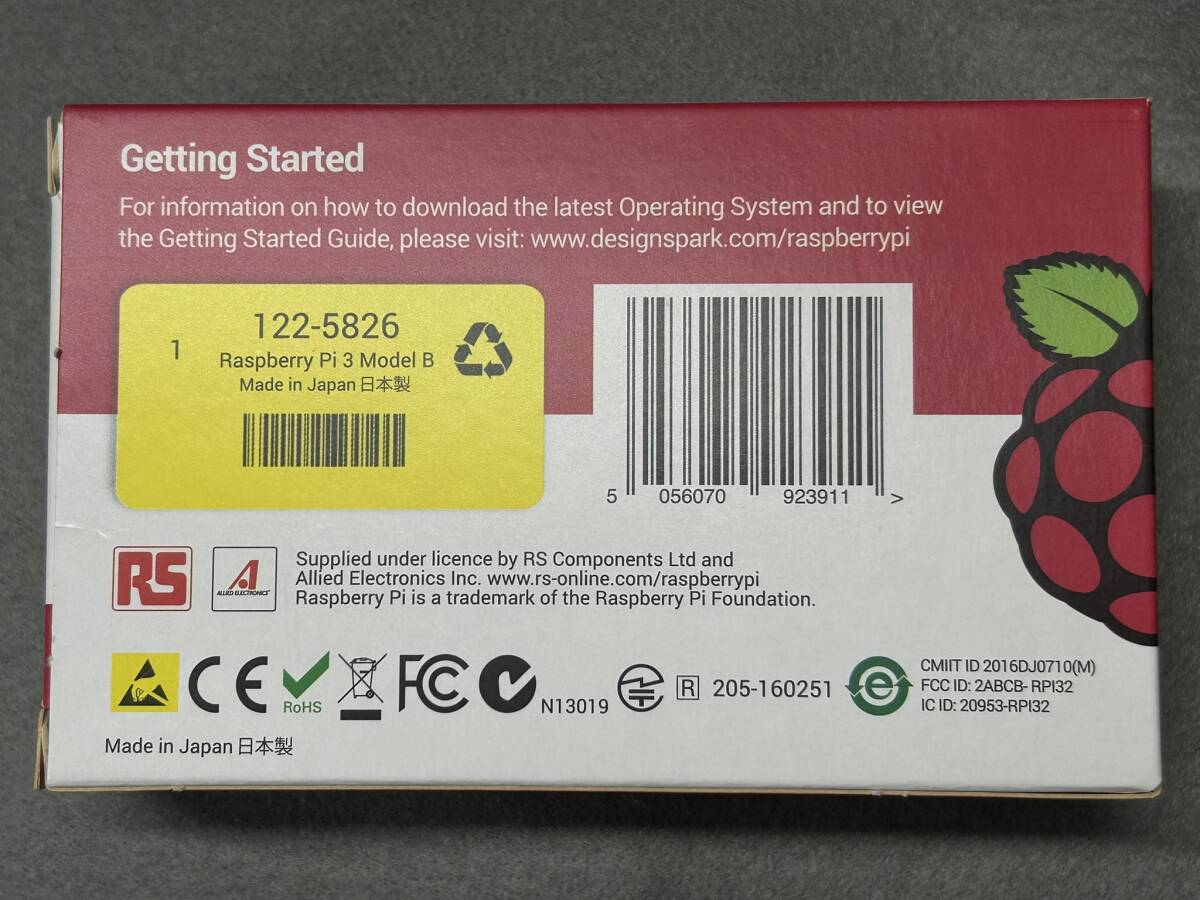 Getting Started
For information on how to download the latest Operating System and to view
the Getting Started Guide, please visit: www.designspark.com/raspberrypi
122-5826
1
Raspberry Pi 3 Model B
Made in Japan 日本製
5 056070 923911 >
RS
A
ALLIED ELECTRONICS
Supplied under licence by RS Components Ltd and
Allied Electronics Inc. www.rs-online.com/raspberrypi
Raspberry Pi is a trademark of the Raspberry Pi Foundation.
CE
RoHS
FC
N13019
R
205-160251
e
CMIIT ID 2016DJ0710(M)
FCC ID: 2ABCB- RPI32
IC ID: 20953-RPI32
Made in Japan 日本製